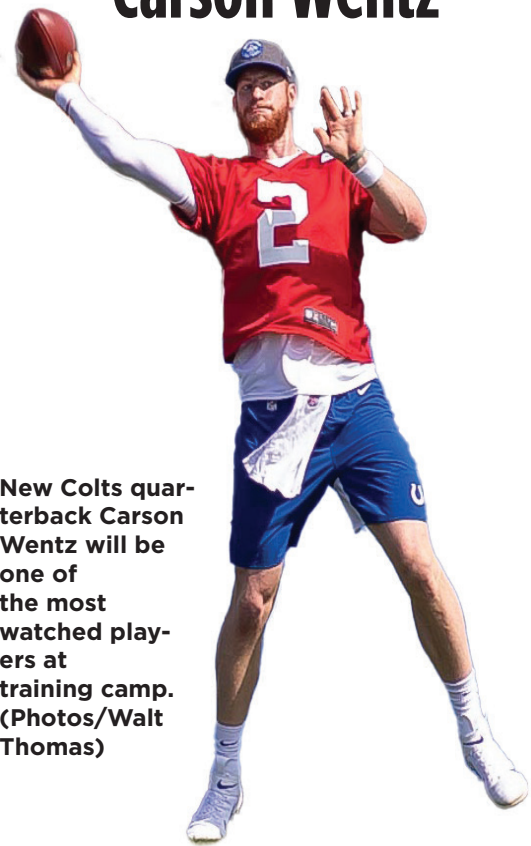 Carson Wentz
2
New Colts quar-
terback Carson
Wentz will be
one of
the most
watched play-
ers at
training camp.
(Photos/Walt
Thomas)